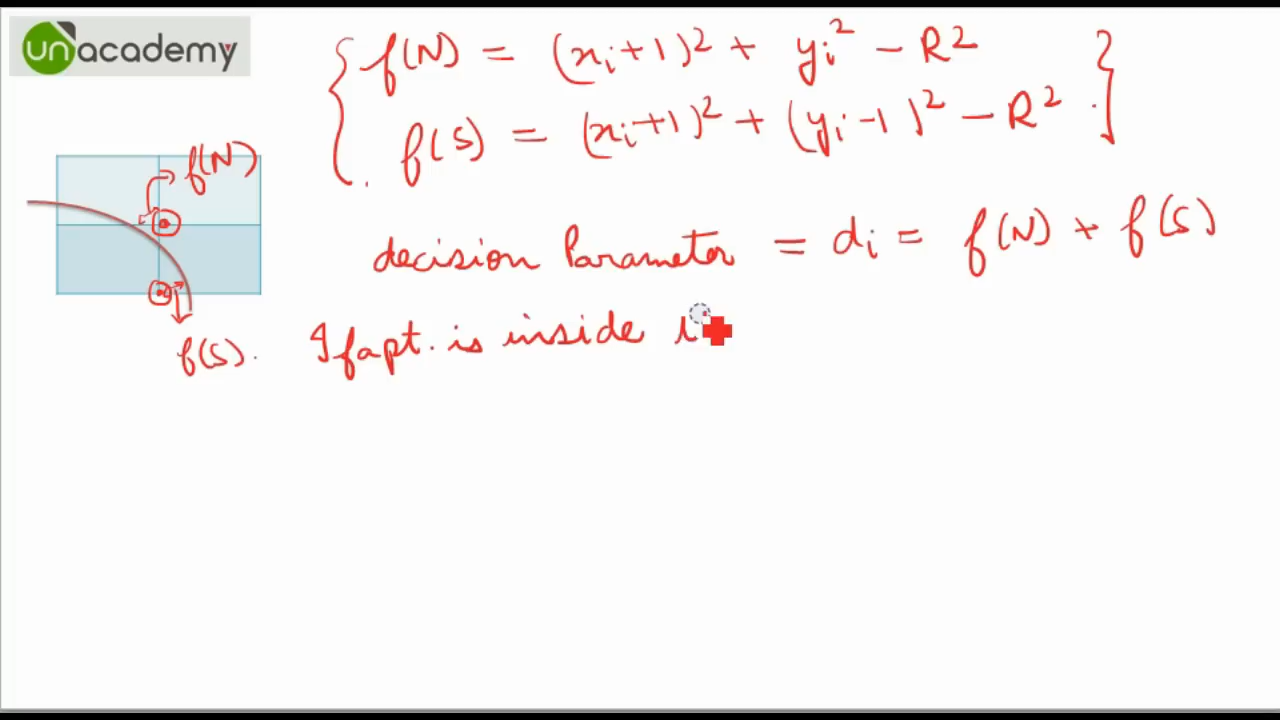 unacademy
f(N) = (xi+1)² + yi² - R²
f(S) = (xi+1)² + (yi-1)² - R²
f(N)
decision Parameter = di = f(N) + f(S)
If a pt. is inside i
f(S).